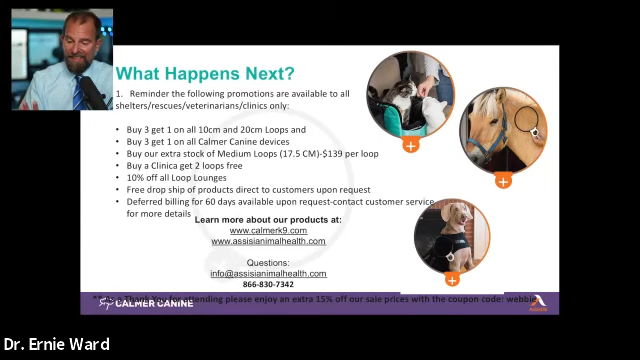 What Happens Next?
1. Reminder the following promotions are available to all
shelters/rescues/veterinarians/clinics only:
• Buy 3 get 1 on all 10cm and 20cm Loops and
• Buy 3 get 1 on all Calmer Canine devices
• Buy our extra stock of Medium Loops (17.5 CM)-$139 per loop
• Buy a Clinica get 2 loops free
• 10% off all Loop Lounges
• Free drop ship of products direct to customers upon request
• Deferred billing for 60 days available upon request-contact customer service
for more details
Learn more about our products at:
www.calmerk9.com
www.assisianimalhealth.com
Questions:
info@assisianimalhealth.com
866-830-7342
a Thank You for attending please enjoy an extra 15% off our sale prices with the coupon code: webbie
CALMER CANINE
Dr. Ernie Ward